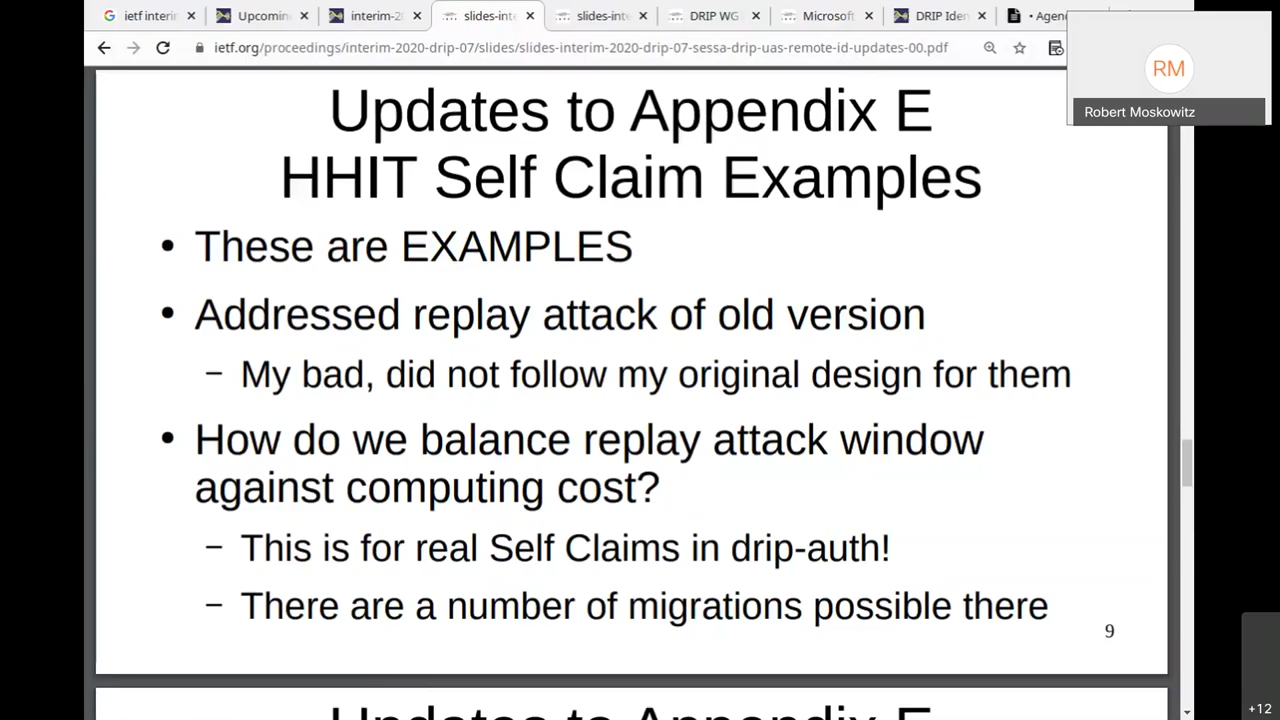 ietf interin
Upcomin
interim-2
slides-inte
slides-inte
DRIP WG
Microsoft
DRIP Iden
• Agen
ietf.org/proceedings/interim-2020-drip-07/slides/slides-interim-2020-drip-07-sessa-drip-uas-remote-id-updates-00.pdf
RM
Robert Moskowitz
Updates to Appendix E
HHIT Self Claim Examples
• These are EXAMPLES
• Addressed replay attack of old version
– My bad, did not follow my original design for them
• How do we balance replay attack window
against computing cost?
– This is for real Self Claims in drip-auth!
– There are a number of migrations possible there
9
Updates to Appendix E
+12